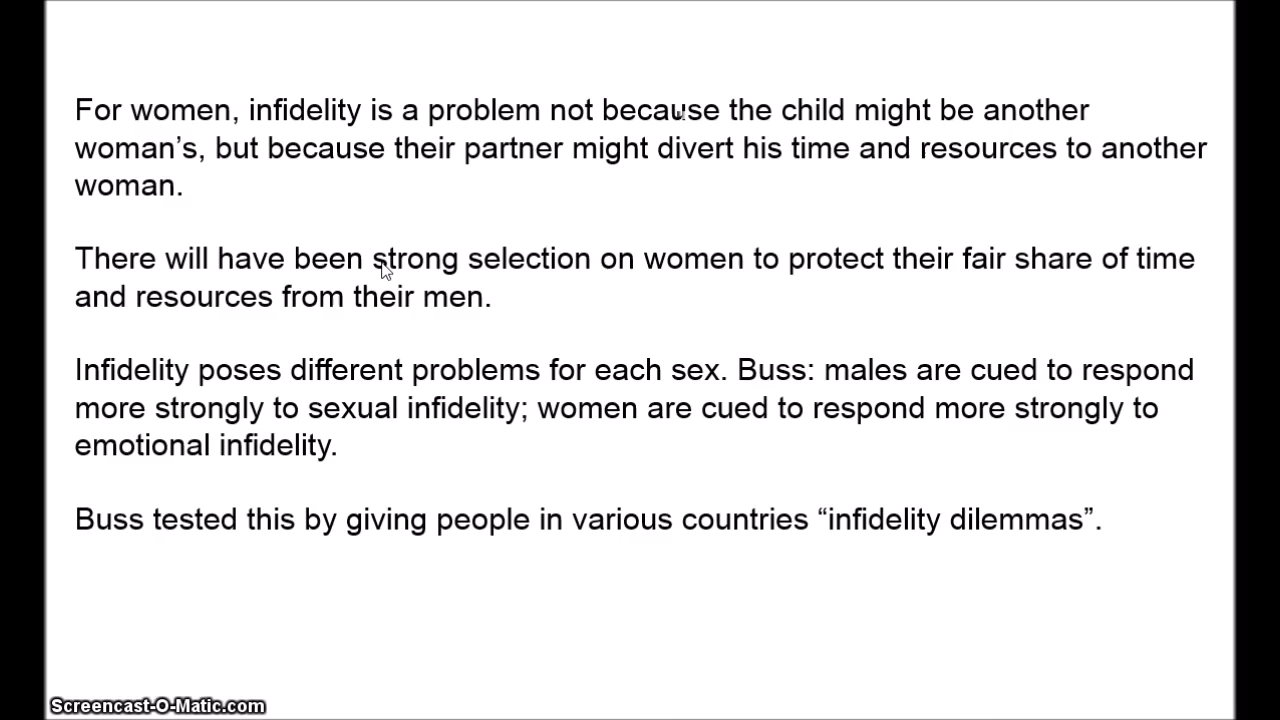 For women, infidelity is a problem not because the child might be another
woman’s, but because their partner might divert his time and resources to another
woman.
There will have been strong selection on women to protect their fair share of time
and resources from their men.
Infidelity poses different problems for each sex. Buss: males are cued to respond
more strongly to sexual infidelity; women are cued to respond more strongly to
emotional infidelity.
Buss tested this by giving people in various countries “infidelity dilemmas”.
Screencast-O-Matic.com